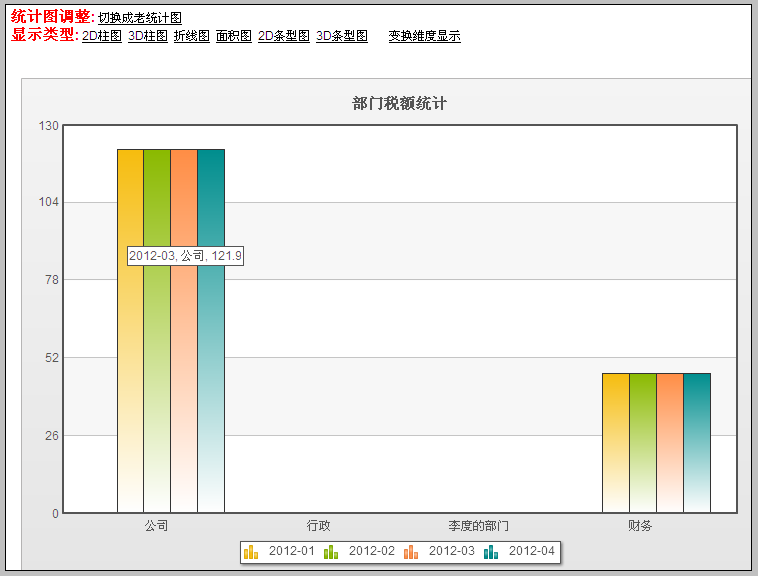 统计图调整: 切换成老统计图
显示类型: 2D柱图 3D柱图 折线图 面积图 2D条型图 3D条型图 变换维度显示
部门税额统计
130
104
78
52
26
0
2012-03, 公司, 121.9
公司 行政 李度的部门 财务
2012-01 2012-02 2012-03 2012-04